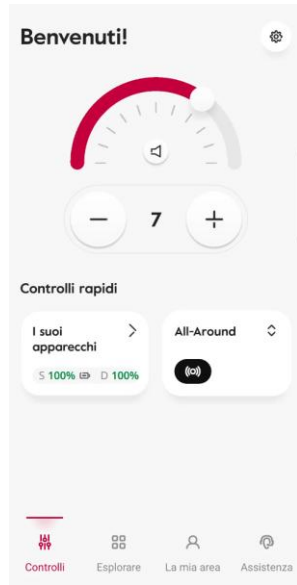 Benvenuti!
7
Controlli rapidi
I suoi
apparecchi
S 100% D 100%
All-Around
Controlli
Esplorare
La mia area
Assistenza